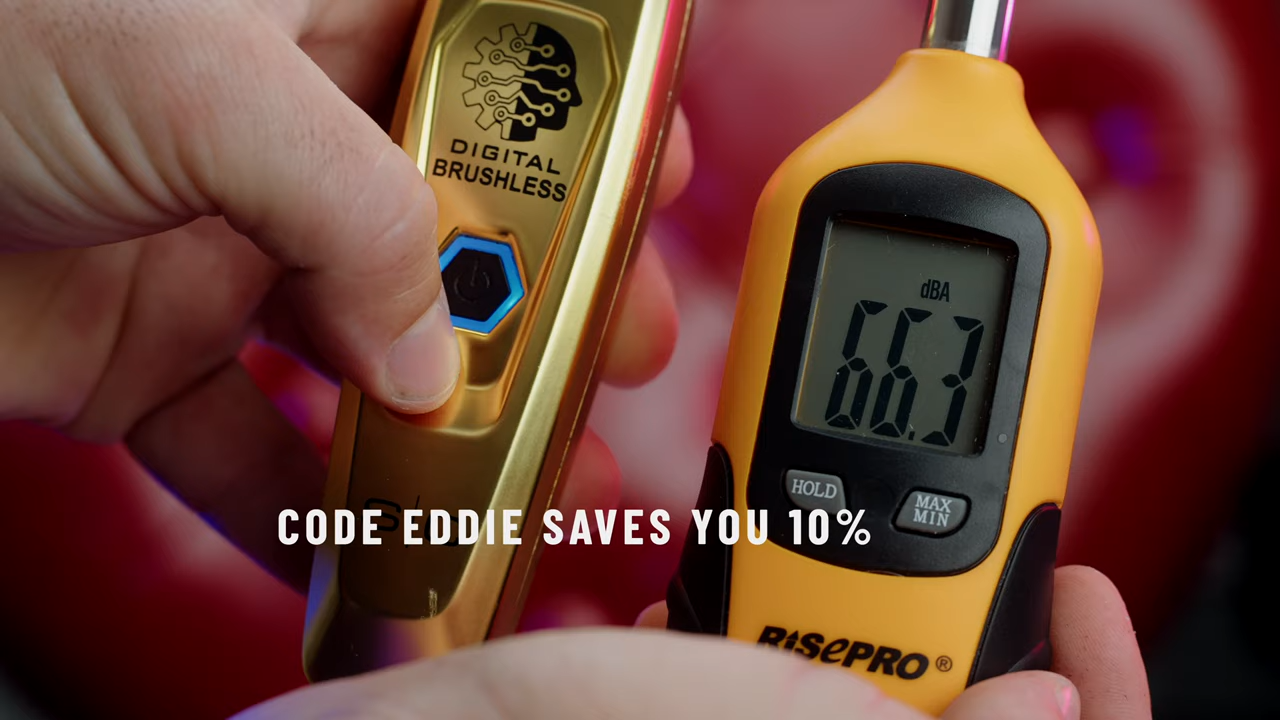 DIGITAL
BRUSHLESS
dBA
66.3
HOLD
MAX
MIN
CODE EDDIE SAVES YOU 10%
RISEPRO®